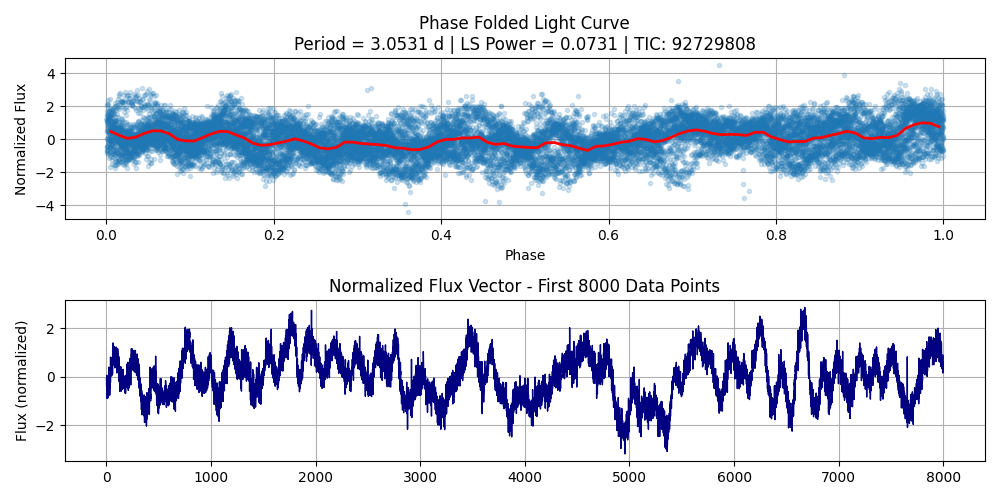 Phase Folded Light Curve
Period = 3.0531 d | LS Power = 0.0731 | TIC: 92729808
Normalized Flux
4
2
0
−2
−4
0.0 0.2 0.4 0.6 0.8 1.0
Phase
Normalized Flux Vector - First 8000 Data Points
Flux (normalized)
2
0
−2
0 1000 2000 3000 4000 5000 6000 7000 8000